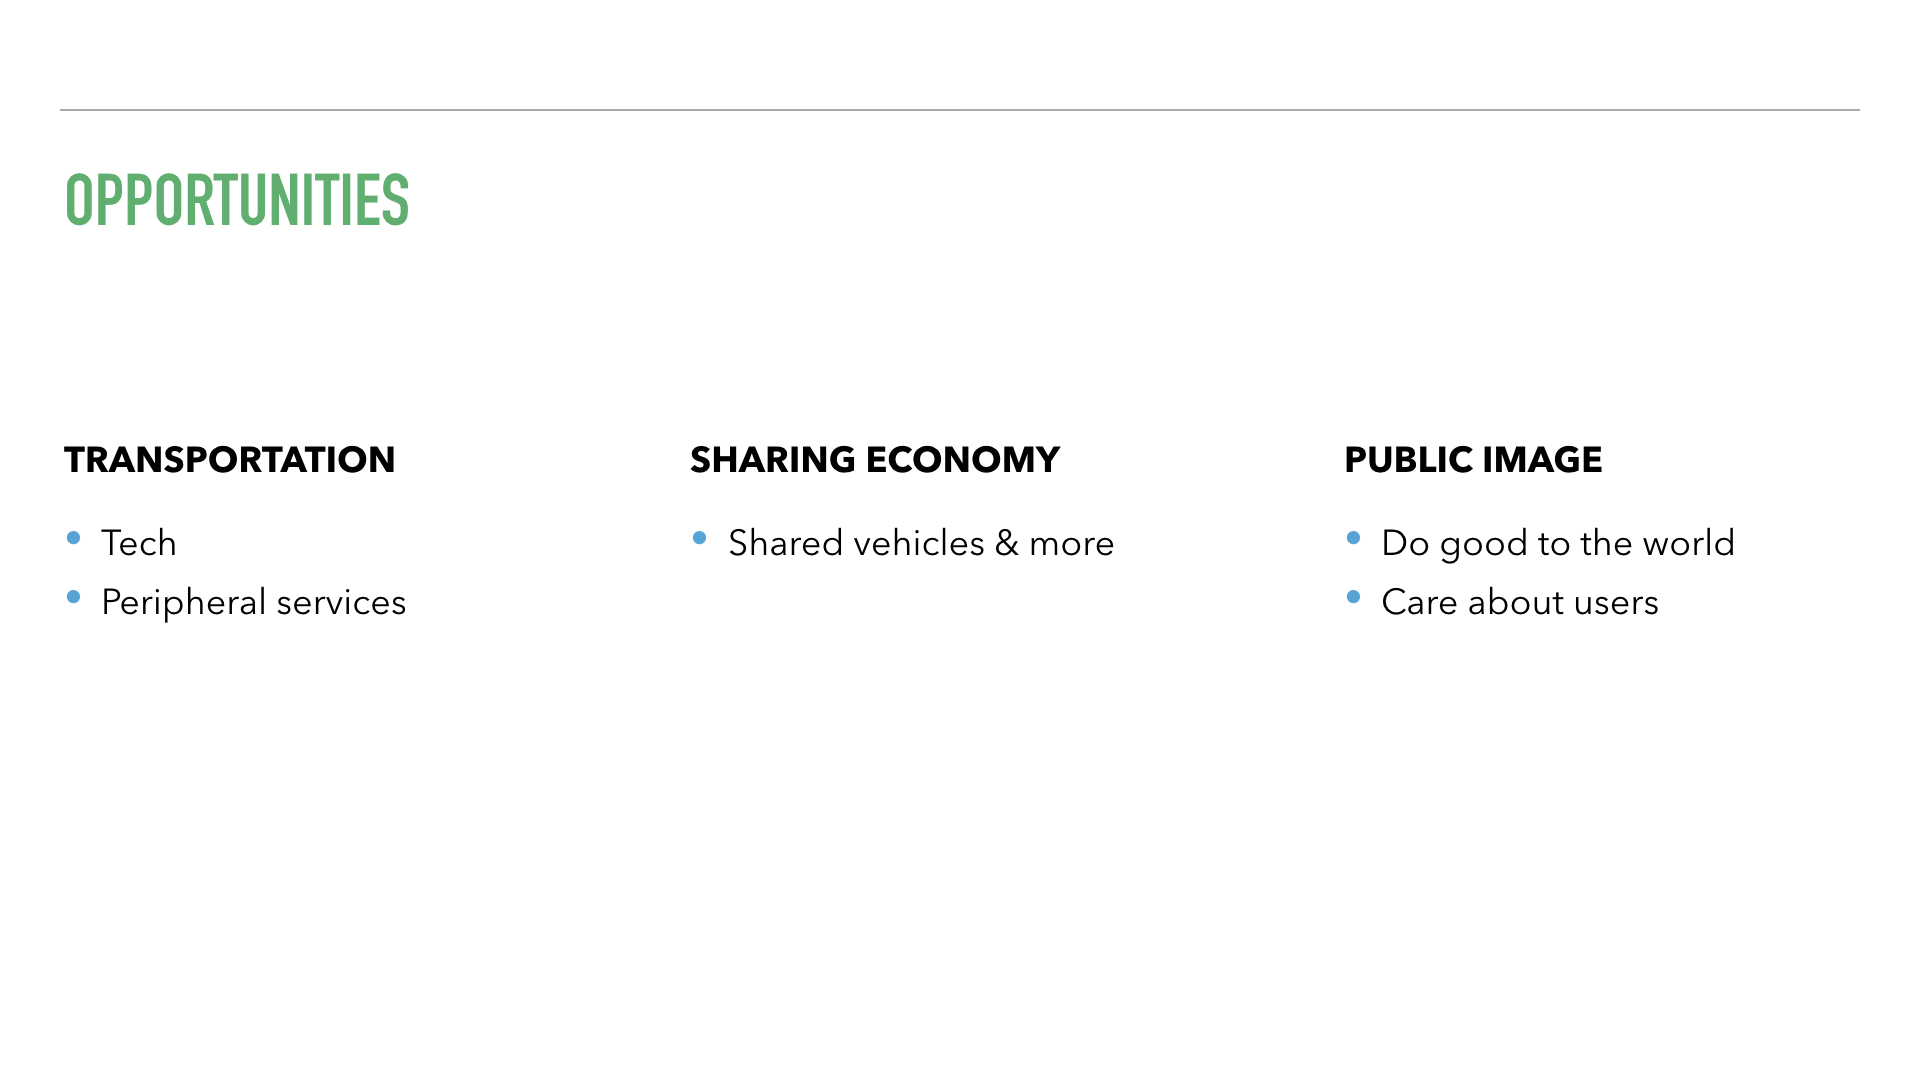 OPPORTUNITIES
TRANSPORTATION
• Tech
• Peripheral services
SHARING ECONOMY
• Shared vehicles & more
PUBLIC IMAGE
• Do good to the world
• Care about users